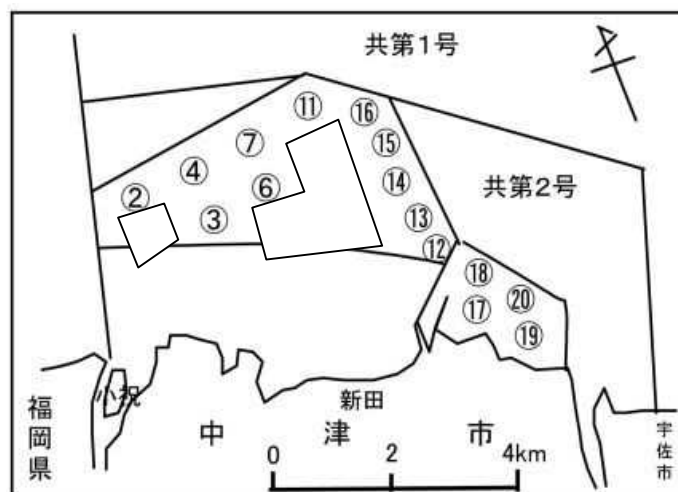 共第1号
⑪
⑯
⑦
⑮
④
⑭
共第2号
⑥
②
③
⑬
⑫
⑱
⑳
⑰
⑲
小祝
新田
福岡県
中津市
宇佐市
0 2 4km